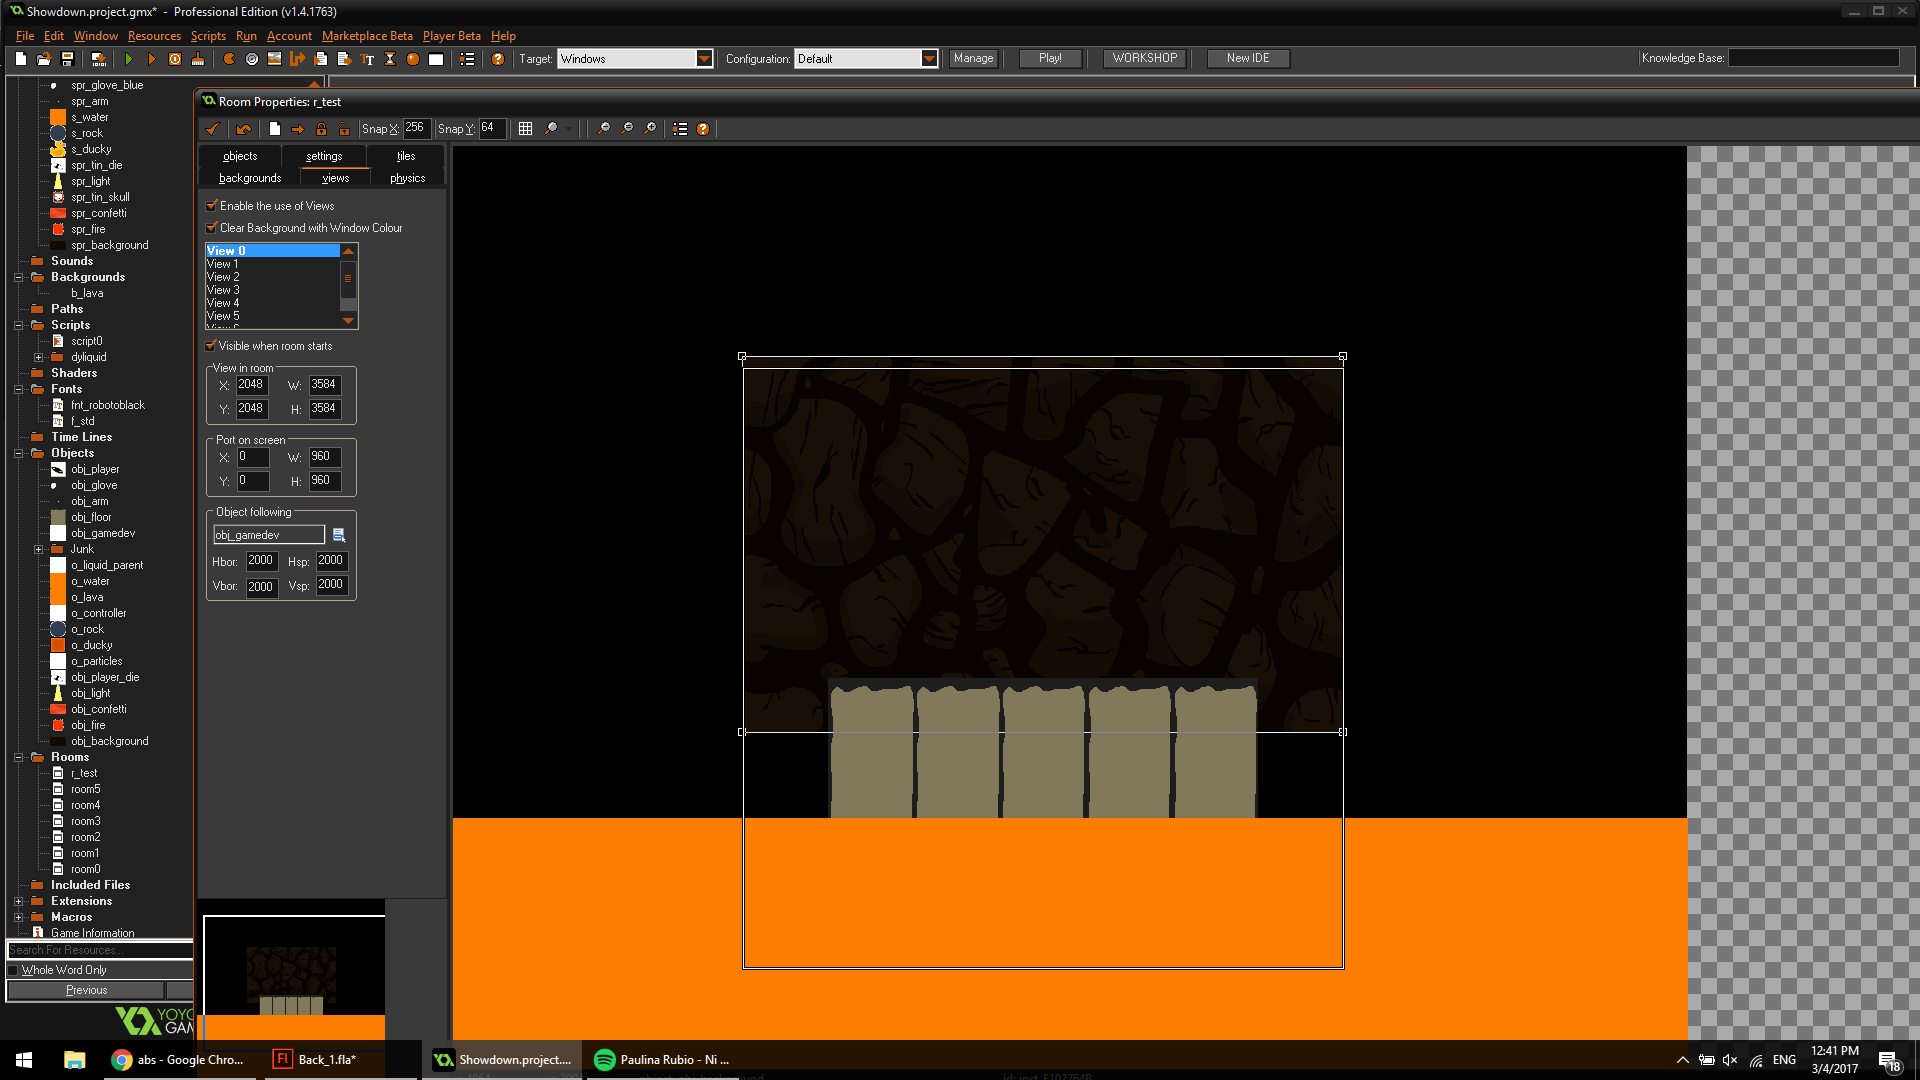 Showdown.project.gmx* - Professional Edition (v1.4.1763)
File Edit Window Resources Scripts Run Account Marketplace Beta Player Beta Help
Target: Windows Configuration: Default Manage Play! WORKSHOP New IDE Knowledge Base:
spr_glove_blue
spr_arm
s_water
s_rock
s_ducky
spr_tin_die
spr_light
spr_tin_skull
spr_confetti
spr_fire
spr_background
Sounds
Backgrounds
b_lava
Paths
Scripts
script0
dyliquid
Shaders
Fonts
fnt_robotoblack
f_std
Time Lines
Objects
obj_player
obj_glove
obj_arm
obj_floor
obj_gamedev
Junk
o_liquid_parent
o_water
o_lava
o_controller
o_rock
o_ducky
o_particles
obj_player_die
obj_light
obj_confetti
obj_fire
obj_background
Rooms
r_test
room5
room4
room3
room2
room1
room0
Included Files
Extensions
Macros
Game Information
Search For Resources...
Whole Word Only
Previous
YOYO
GAM
Room Properties: r_test
Snap X: 256 Snap Y: 64
objects settings tiles
backgrounds views physics
Enable the use of Views
Clear Background with Window Colour
View 0
View 1
View 2
View 3
View 4
View 5
Visible when room starts
View in room
X: 2048 W: 3584
Y: 2048 H: 3584
Port on screen
X: 0 W: 960
Y: 0 H: 960
Object following
obj_gamedev
Hbor: 2000 Hsp: 2000
Vbor: 2000 Vsp: 2000
abs - Google Chro...
Back_1.fla*
Showdown.project....
Paulina Rubio - Ni ...
ENG
12:41 PM
3/4/2017
18